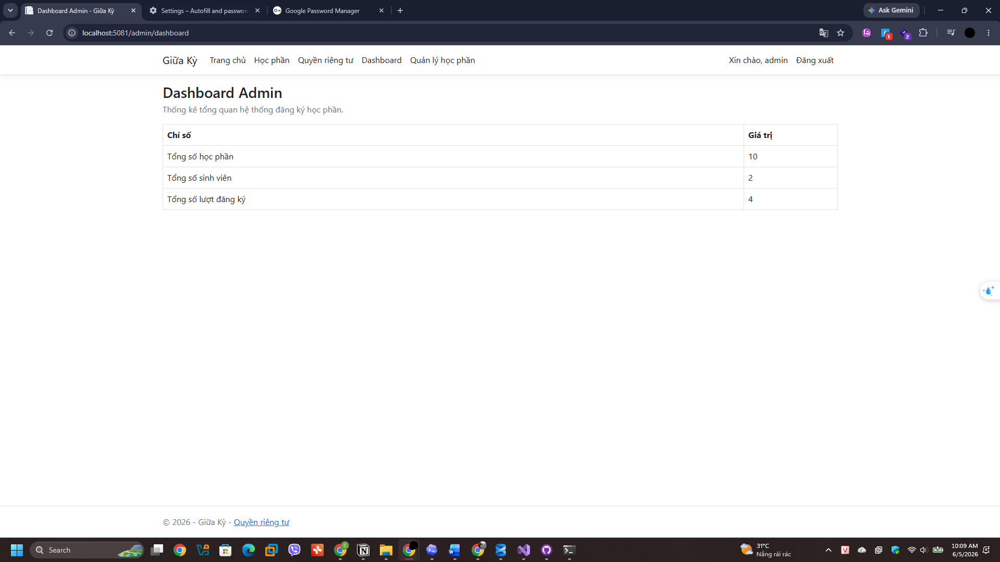 Dashboard Admin - Giữa Kỳ
Settings – Autofill and passwor
Google Password Manager
Ask Gemini
localhost:5081/admin/dashboard
1
2
Giữa Kỳ Trang chủ Học phần Quyền riêng tư Dashboard Quản lý học phần Xin chào, admin Đăng xuất
Dashboard Admin
Thống kê tổng quan hệ thống đăng ký học phần.
Chỉ số Giá trị
Tổng số học phần 10
Tổng số sinh viên 2
Tổng số lượt đăng ký 4
© 2026 - Giữa Kỳ - Quyền riêng tư
Search
31°C
Nắng rải rác
10:09 AM
6/5/2026